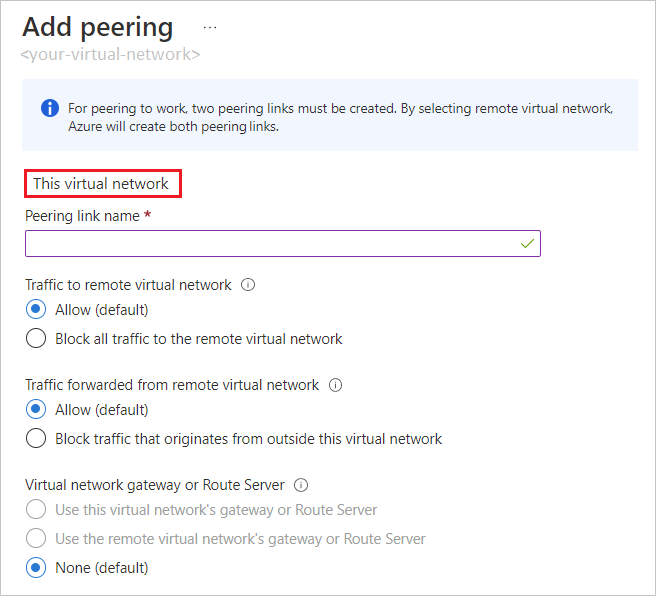 Add peering ...
<your-virtual-network>
For peering to work, two peering links must be created. By selecting remote virtual network,
Azure will create both peering links.
This virtual network
Peering link name *
Traffic to remote virtual network
Allow (default)
Block all traffic to the remote virtual network
Traffic forwarded from remote virtual network
Allow (default)
Block traffic that originates from outside this virtual network
Virtual network gateway or Route Server
Use this virtual network's gateway or Route Server
Use the remote virtual network's gateway or Route Server
None (default)